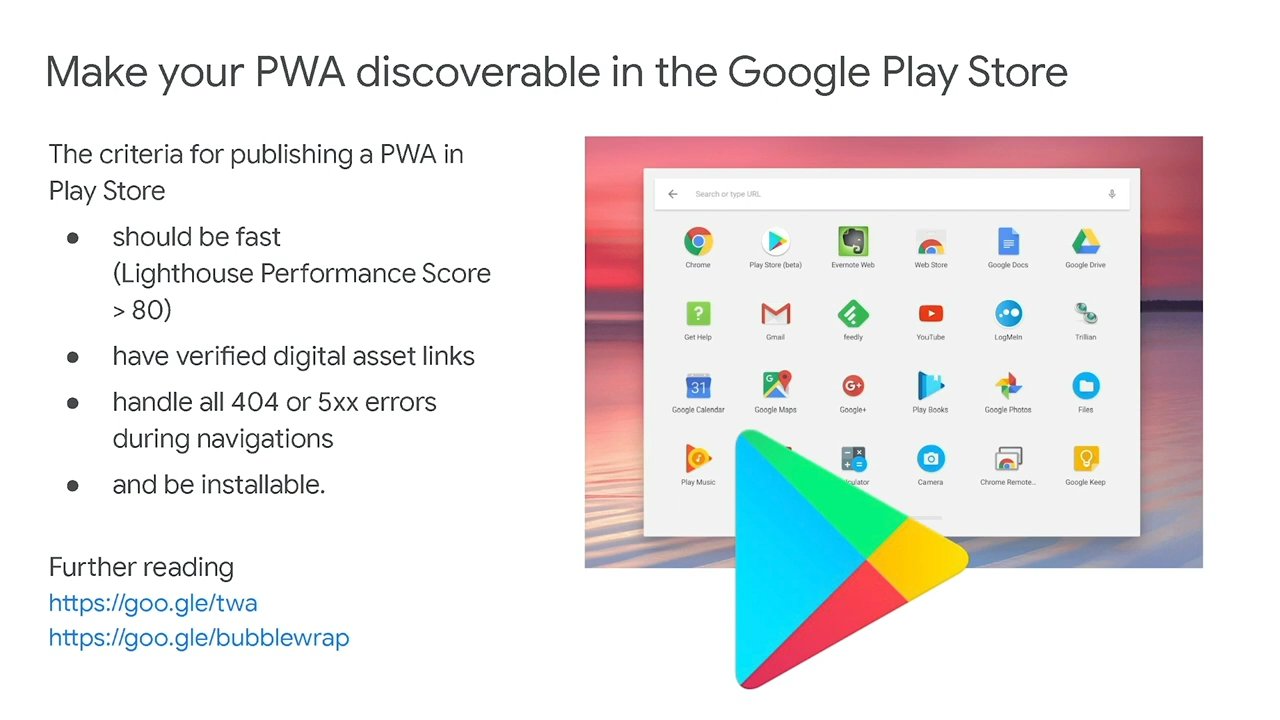 Make your PWA discoverable in the Google Play Store
The criteria for publishing a PWA in
Play Store
● should be fast
(Lighthouse Performance Score
> 80)
● have verified digital asset links
● handle all 404 or 5xx errors
during navigations
● and be installable.
Further reading
https://goo.gle/twa
https://goo.gle/bubblewrap
Search or type URL
Chrome Play Store (beta) Evernote Web Web Store Google Docs Google Drive
?
Get Help Gmail feedly YouTube LogMeIn Trillian
31 G G+
Google Calendar Google Maps Google+ Play Books Google Photos Files
Play Music Camera Chrome Remote... Google Keep